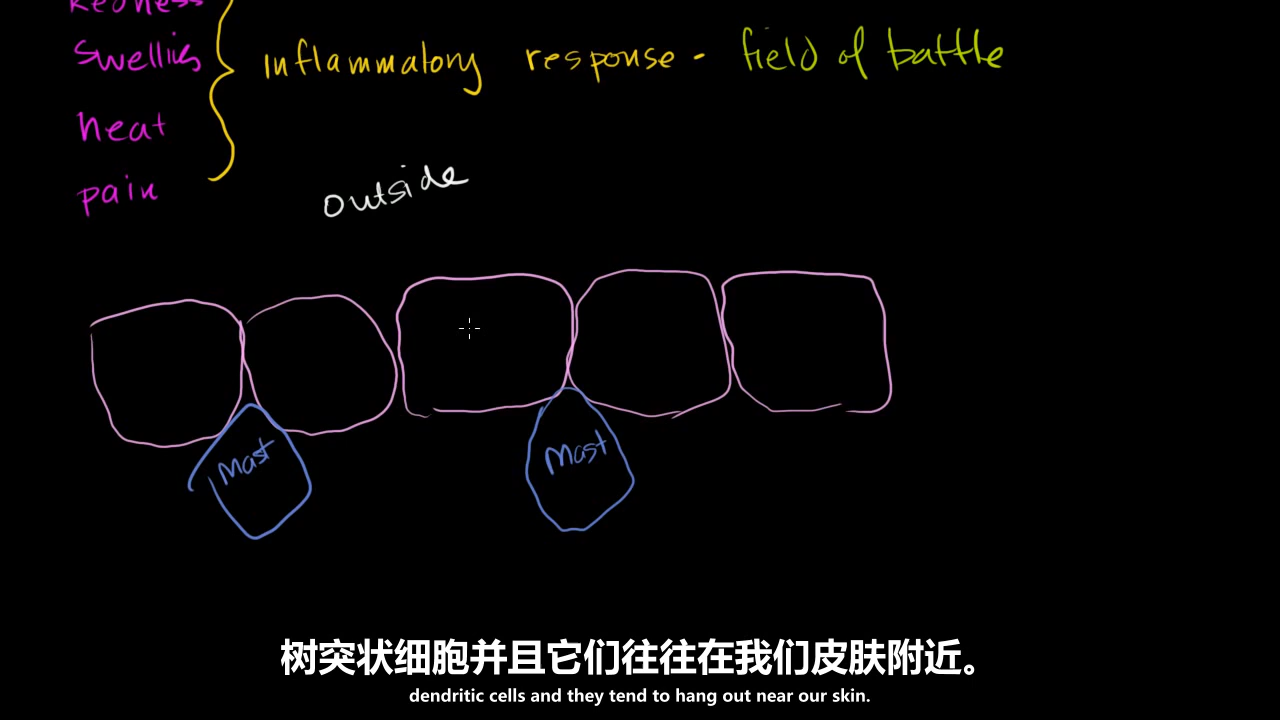 Redness
Swelling
inflammatory response - field of battle
heat
pain
outside
Mast
Mast
树突状细胞并且它们往往在我们皮肤附近。
dendritic cells and they tend to hang out near our skin.